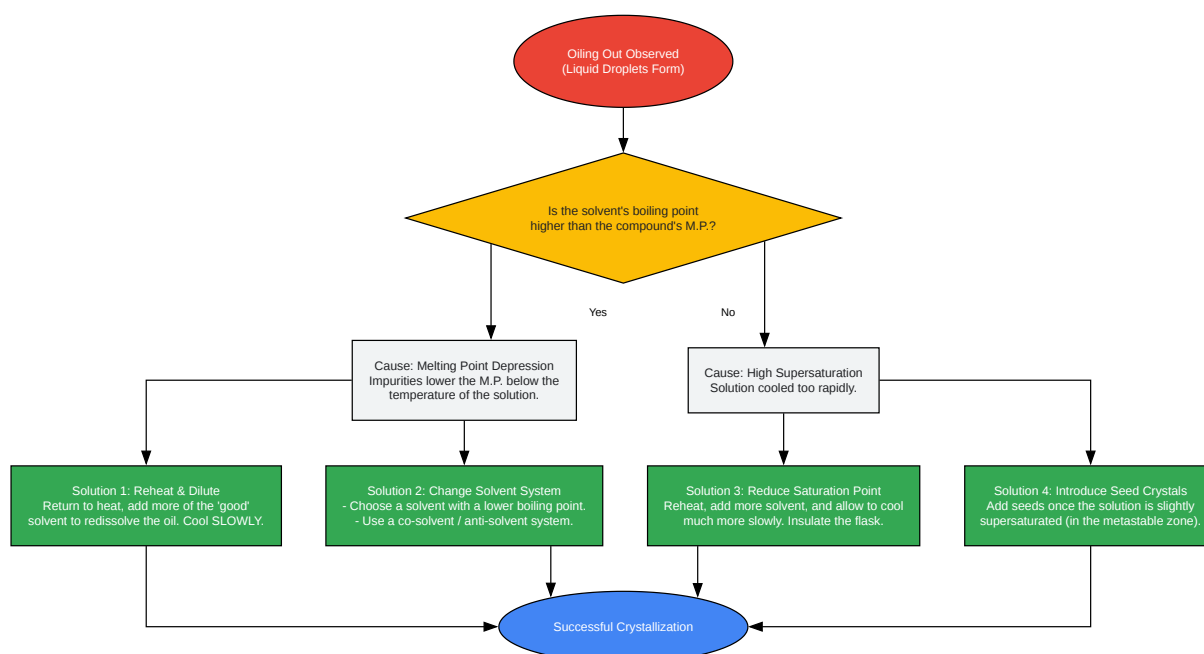 Oiling Out Observed
(Liquid Droplets Form)
Is the solvent's boiling point
higher than the compound's M.P.?
Yes
No
Cause: Melting Point Depression
Impurities lower the M.P. below the
temperature of the solution.
Cause: High Supersaturation
Solution cooled too rapidly.
Solution 1: Reheat & Dilute
Return to heat, add more of the 'good'
solvent to redissolve the oil. Cool SLOWLY.
Solution 2: Change Solvent System
- Choose a solvent with a lower boiling point.
- Use a co-solvent / anti-solvent system.
Solution 3: Reduce Saturation Point
Reheat, add more solvent, and allow to cool
much more slowly. Insulate the flask.
Solution 4: Introduce Seed Crystals
Add seeds once the solution is slightly
supersaturated (in the metastable zone).
Successful Crystallization